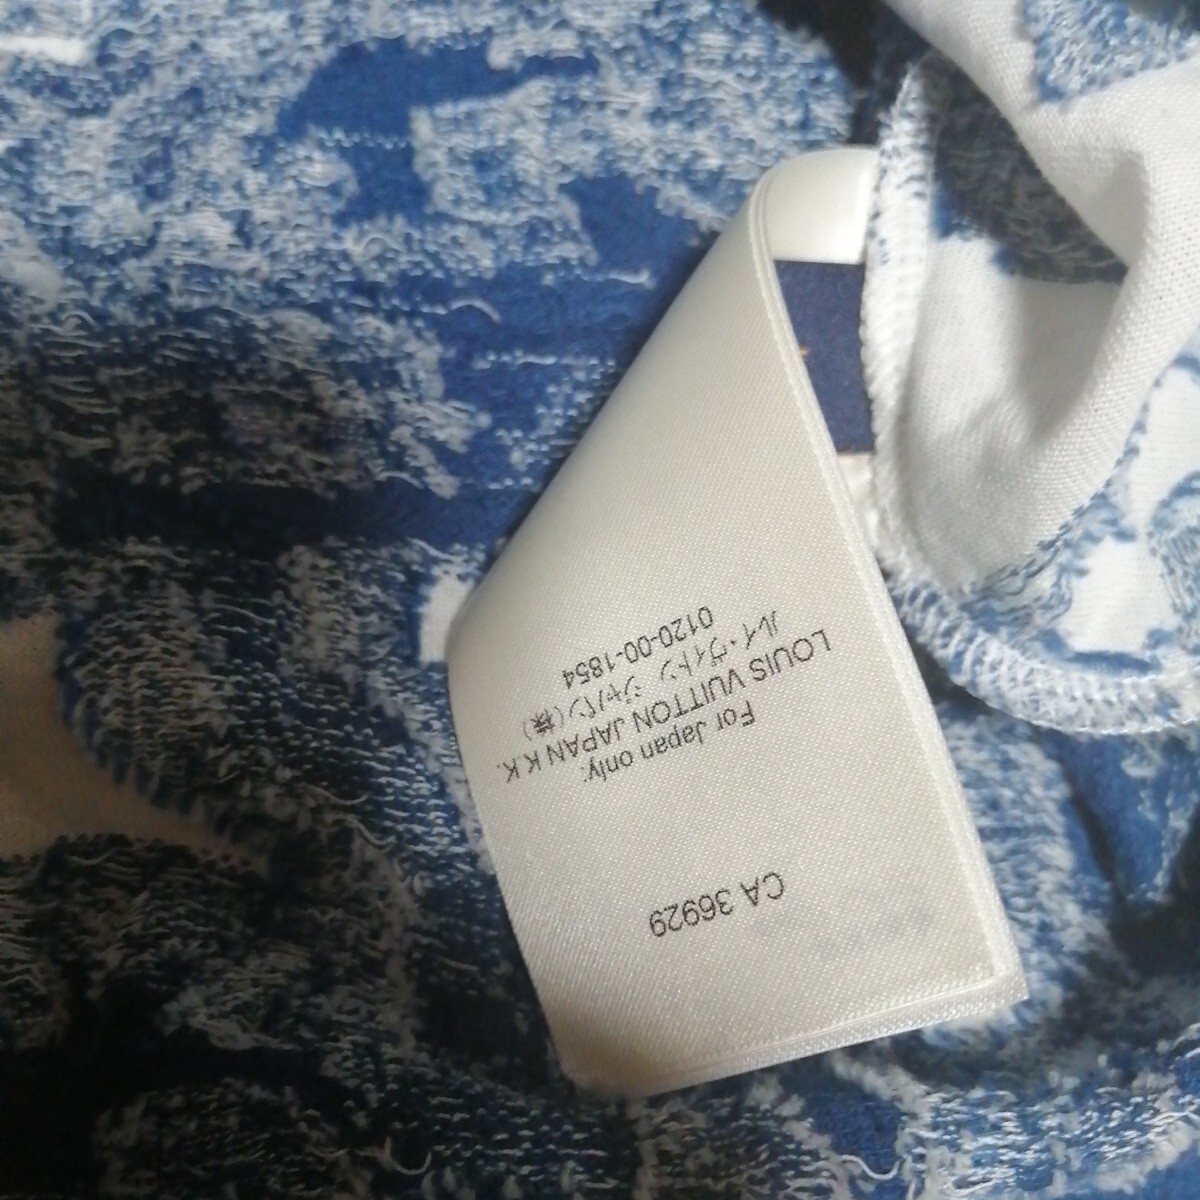 CA 36929
For Japan only:
LOUIS VUITTON JAPAN K.K.
ルイ・ヴィトン ジャパン(株)
0120-00-1854